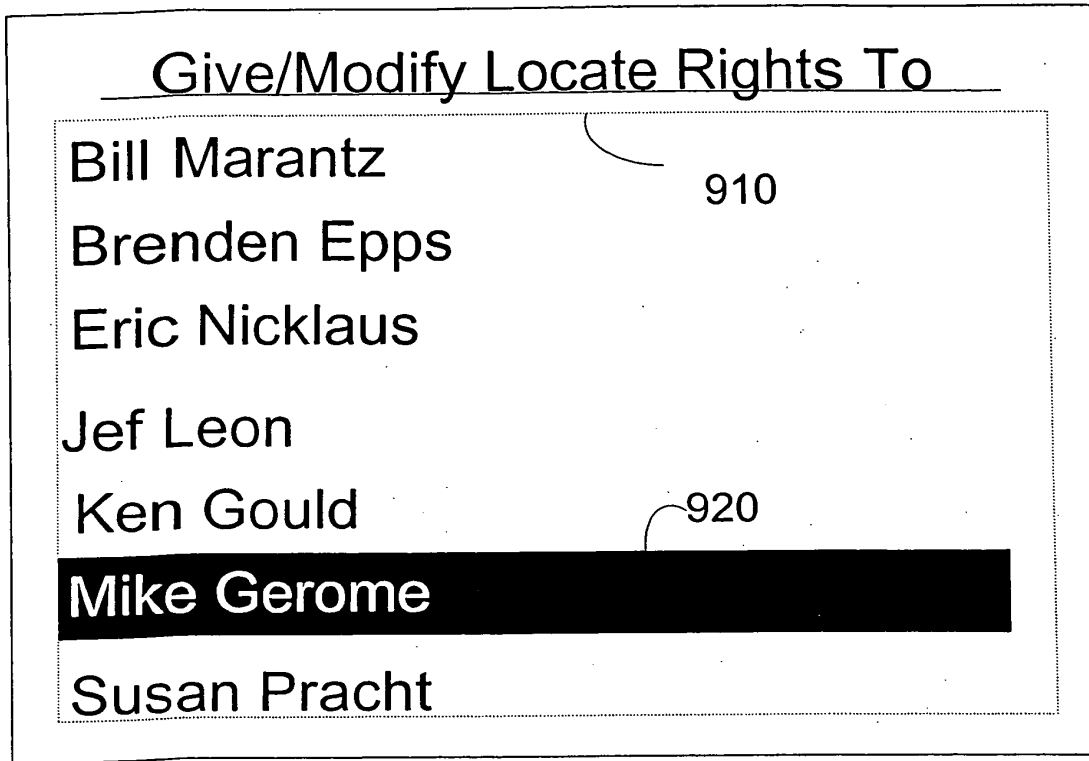 Give/Modify Locate Rights To
Bill Marantz
910
Brenden Epps
Eric Nicklaus
Jef Leon
Ken Gould
920
Mike Gerome
Susan Pracht